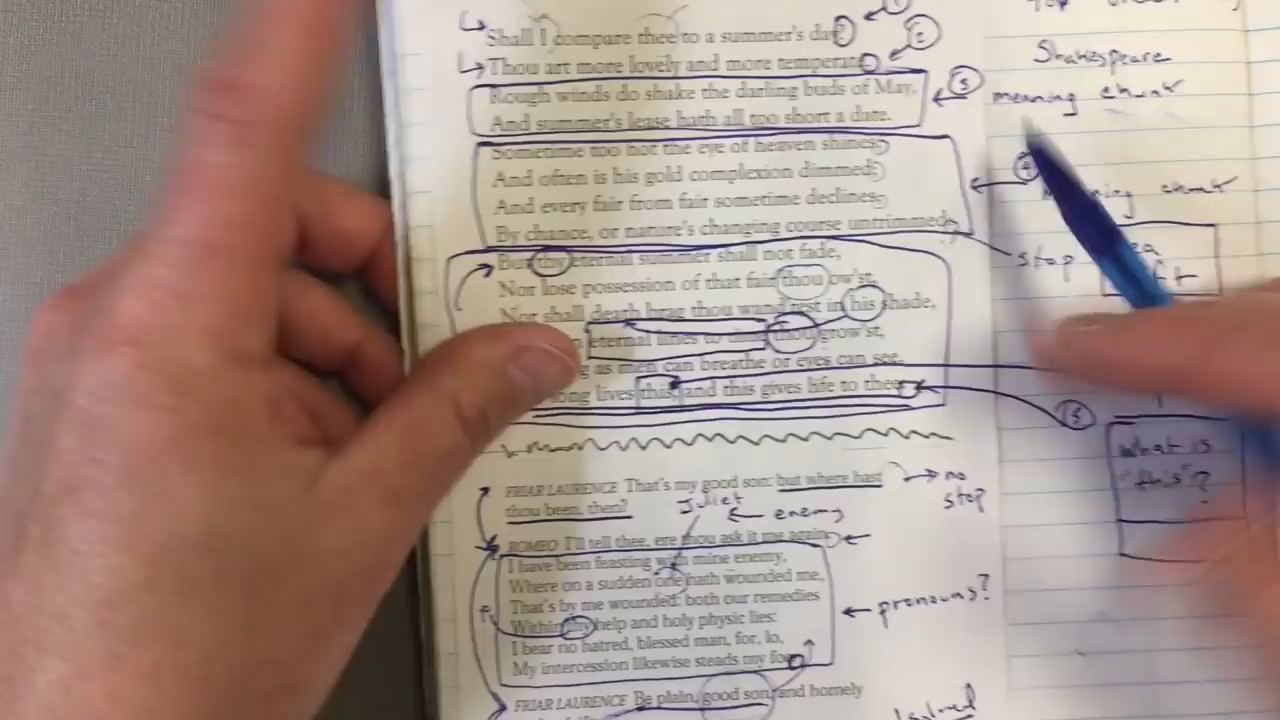 1
Shall I compare thee to a summer's day?
2
Thou art more lovely and more temperate:
Shakespeare
Rough winds do shake the darling buds of May,
3
meaning chunk
And summer's lease hath all too short a date.
Sometime too hot the eye of heaven shines,
And often is his gold complexion dimmed;
4
chunk
And every fair from fair sometime declines,
By chance, or nature's changing course untrimmed;
stop
But thy eternal summer shall not fade,
Nor lose possession of that fair thou ow'st,
Nor shall death brag thou wand'rest in his shade,
eternal lines to time thou grow'st,
as men can breathe or eyes can see,
long lives this, and this gives life to thee.
5
what is
"this"?
FRIAR LAURENCE That's my good son: but where hast
thou been, then?
no
stop
Juliet
enemy
ROMEO I'll tell thee, ere thou ask it me again.
I have been feasting with mine enemy,
Where on a sudden one hath wounded me,
That's by me wounded: both our remedies
Within thy help and holy physic lies:
pronouns?
I bear no hatred, blessed man, for, lo,
My intercession likewise steads my foe.
FRIAR LAURENCE Be plain, good son, and homely